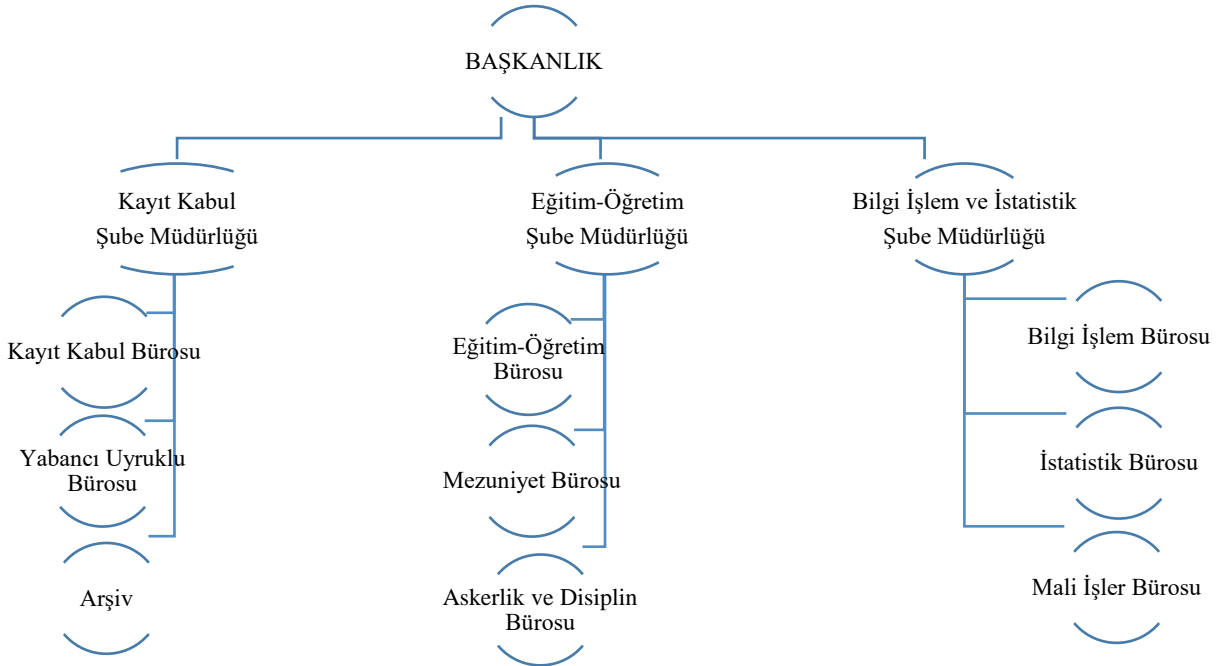 BAŞKANLIK
Kayıt Kabul
Şube Müdürlüğü
Eğitim-Öğretim
Şube Müdürlüğü
Bilgi İşlem ve İstatistik
Şube Müdürlüğü
Kayıt Kabul Bürosu
Yabancı Uyruklu
Bürosu
Arşiv
Eğitim-Öğretim
Bürosu
Mezuniyet Bürosu
Askerlik ve Disiplin
Bürosu
Bilgi İşlem Bürosu
İstatistik Bürosu
Mali İşler Bürosu